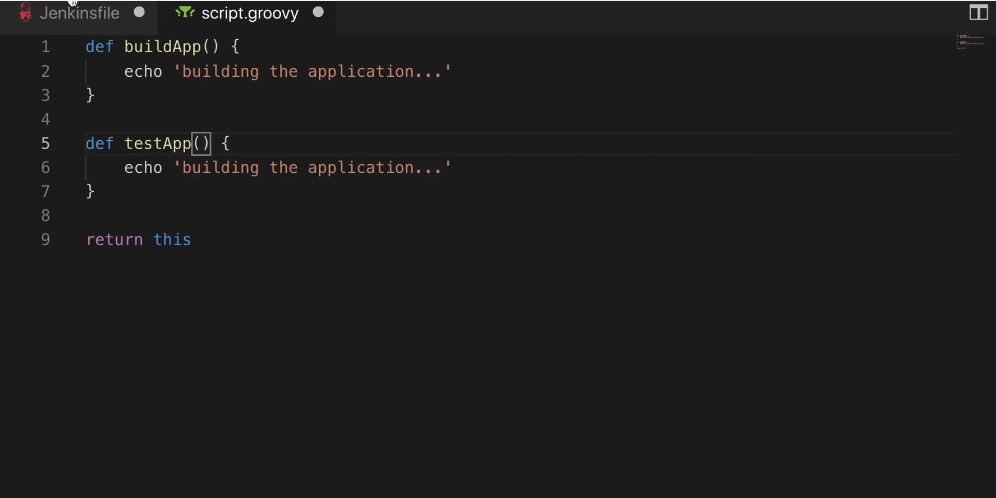 Jenkinsfile
script.groovy
1 def buildApp() {
2     echo 'building the application...'
3 }
4
5 def testApp() {
6     echo 'building the application...'
7 }
8
9 return this